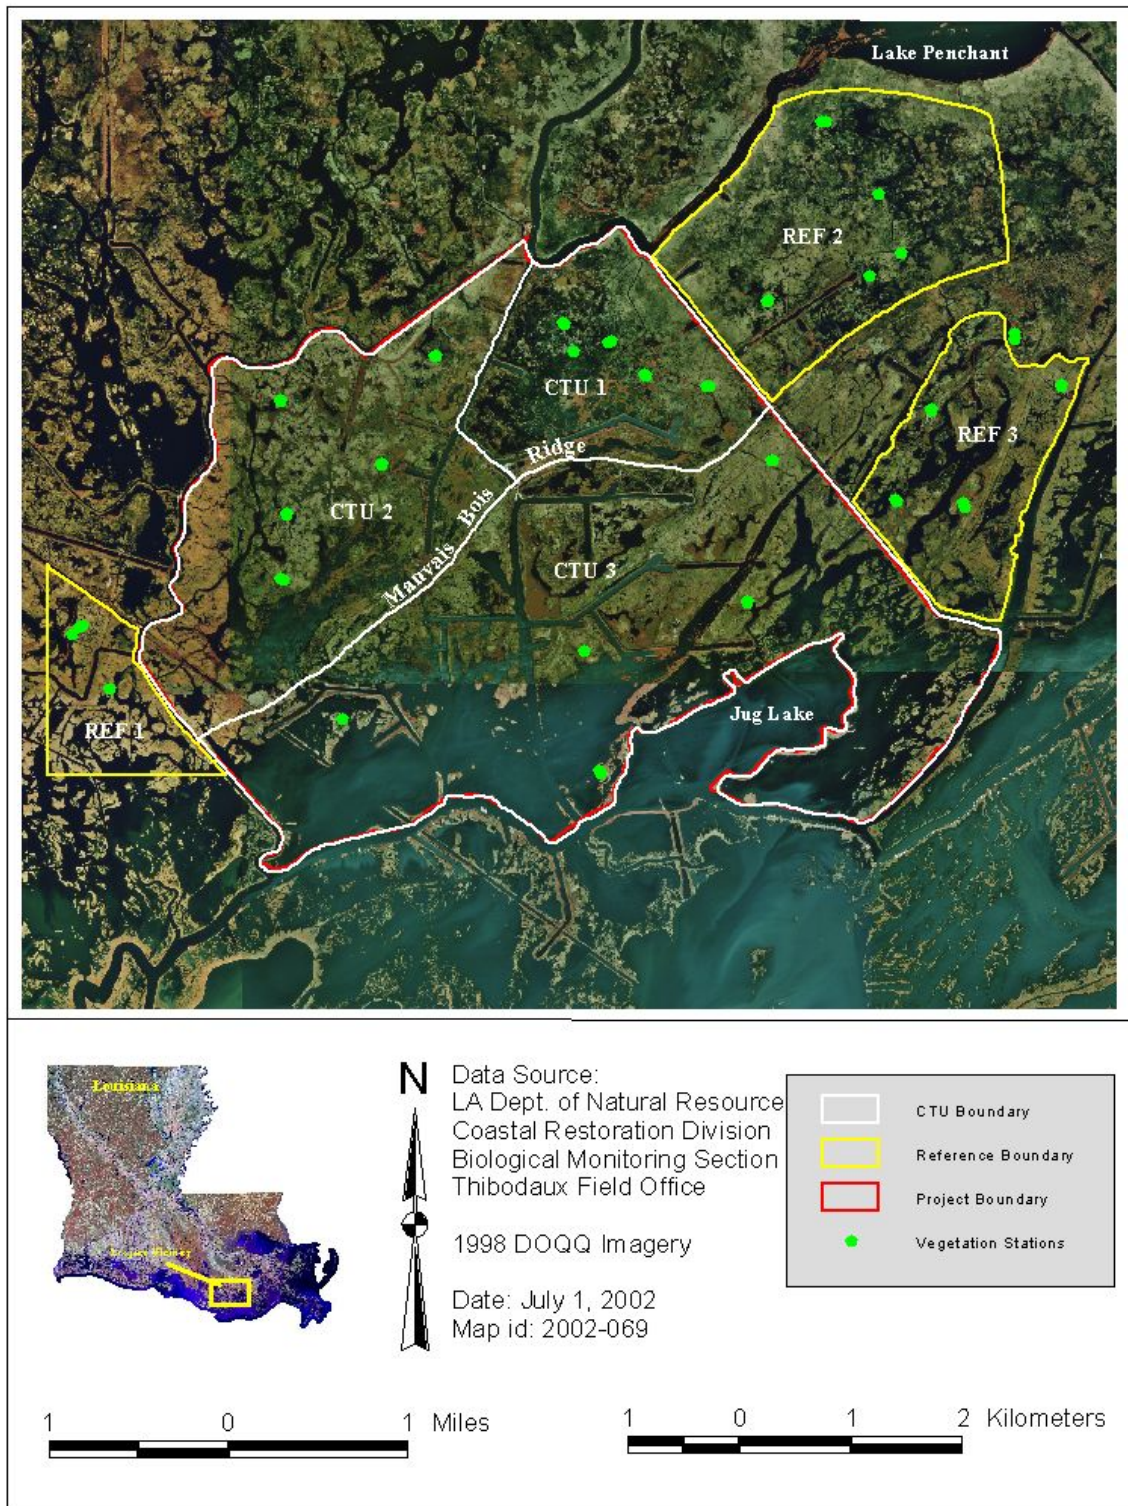 Lake Penchant
REF 2
CTU 1
REF 3
Ridge
Bois
CTU 2
Mauvais
CTU 3
REF 1
Jug Lake
Louisiana
N
Data Source:
LA Dept. of Natural Resource
Coastal Restoration Division
Biological Monitoring Section
Thibodaux Field Office
1998 DOQQ Imagery
Date: July 1, 2002
Map id: 2002-069
CTU Boundary
Reference Boundary
Project Boundary
Vegetation Stations
1 0 1 Miles
1 0 1 2 Kilometers